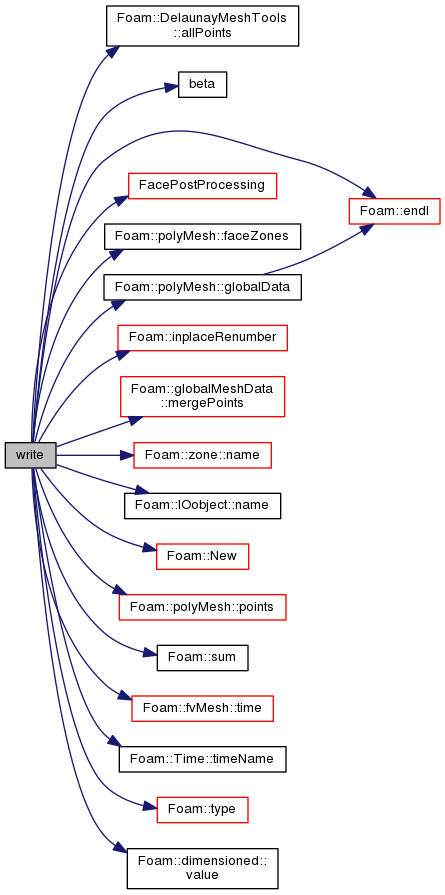 Foam::DelaunayMeshTools
::allPoints
beta
FacePostProcessing
Foam::endl
Foam::polyMesh::faceZones
Foam::polyMesh::globalData
Foam::inplaceRenumber
Foam::globalMeshData
::mergePoints
write
Foam::zone::name
Foam::IOobject::name
Foam::New
Foam::polyMesh::points
Foam::sum
Foam::fvMesh::time
Foam::Time::timeName
Foam::type
Foam::dimensioned::
value